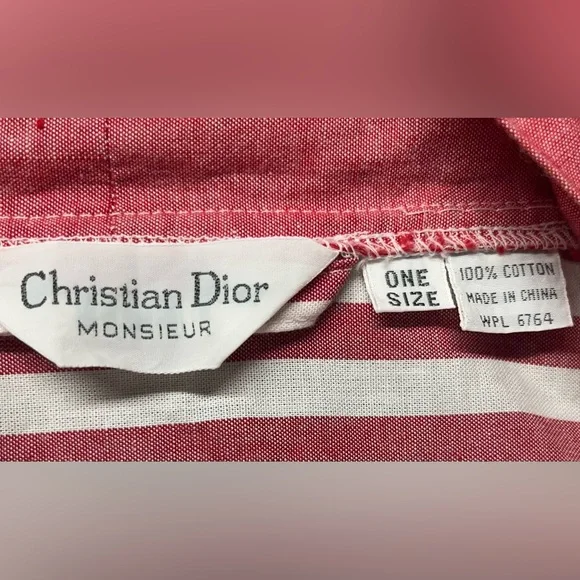 Christian Dior
MONSIEUR
ONE
SIZE
100% COTTON
MADE IN CHINA
WPL 6764